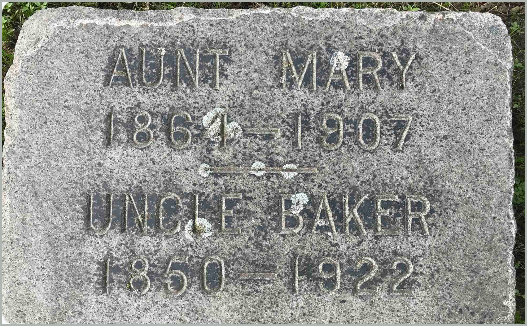 AUNT MARY
1864-1907
UNCLE BAKER
1850-1922